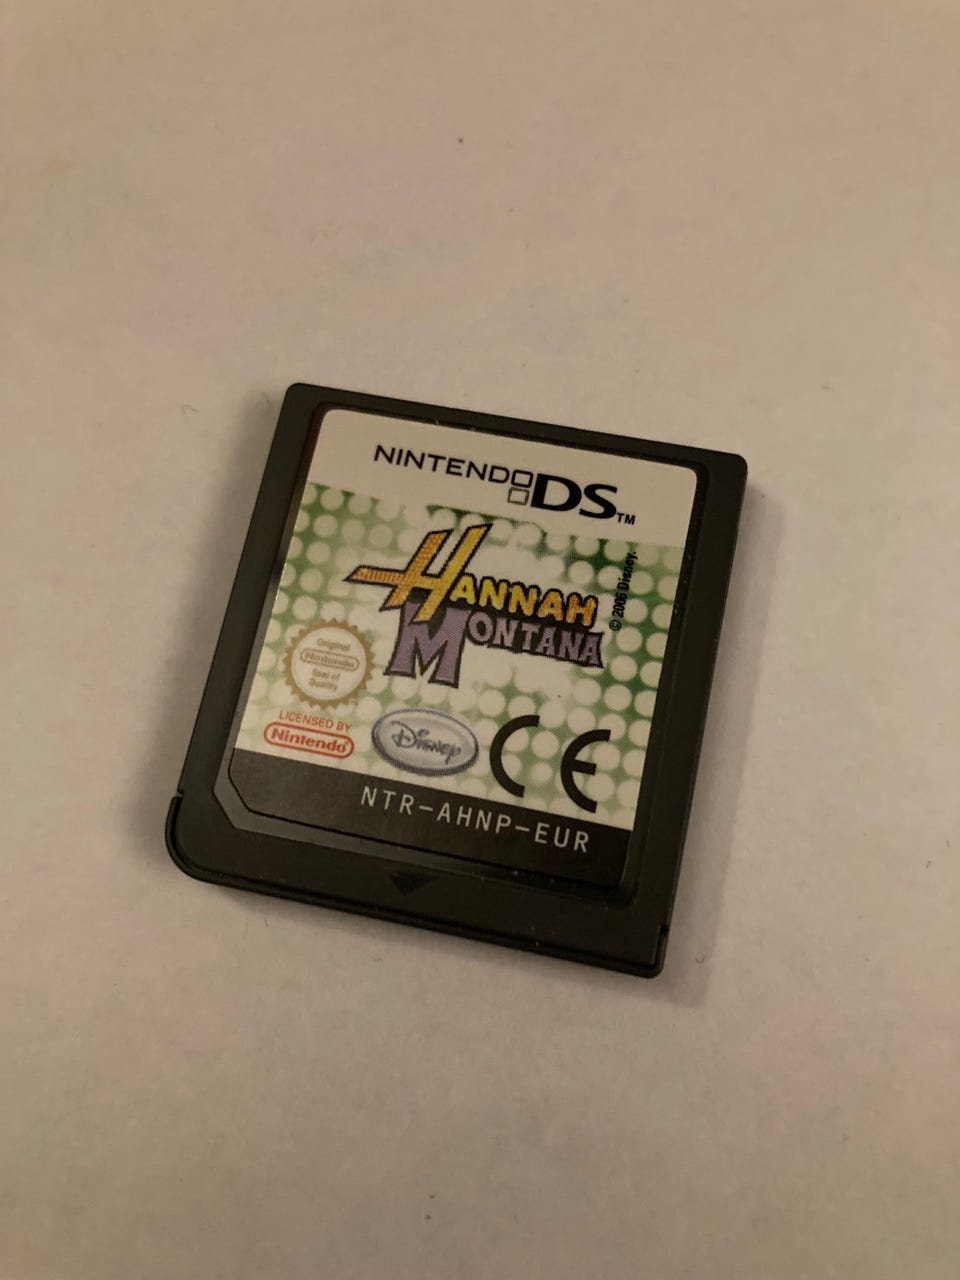 NINTENDO DS™
HANNAH
MONTANA
© 2006 Disney.
Original
Nintendo
Seal of
Quality
LICENSED BY
Nintendo
Disney
CE
NTR-AHNP-EUR